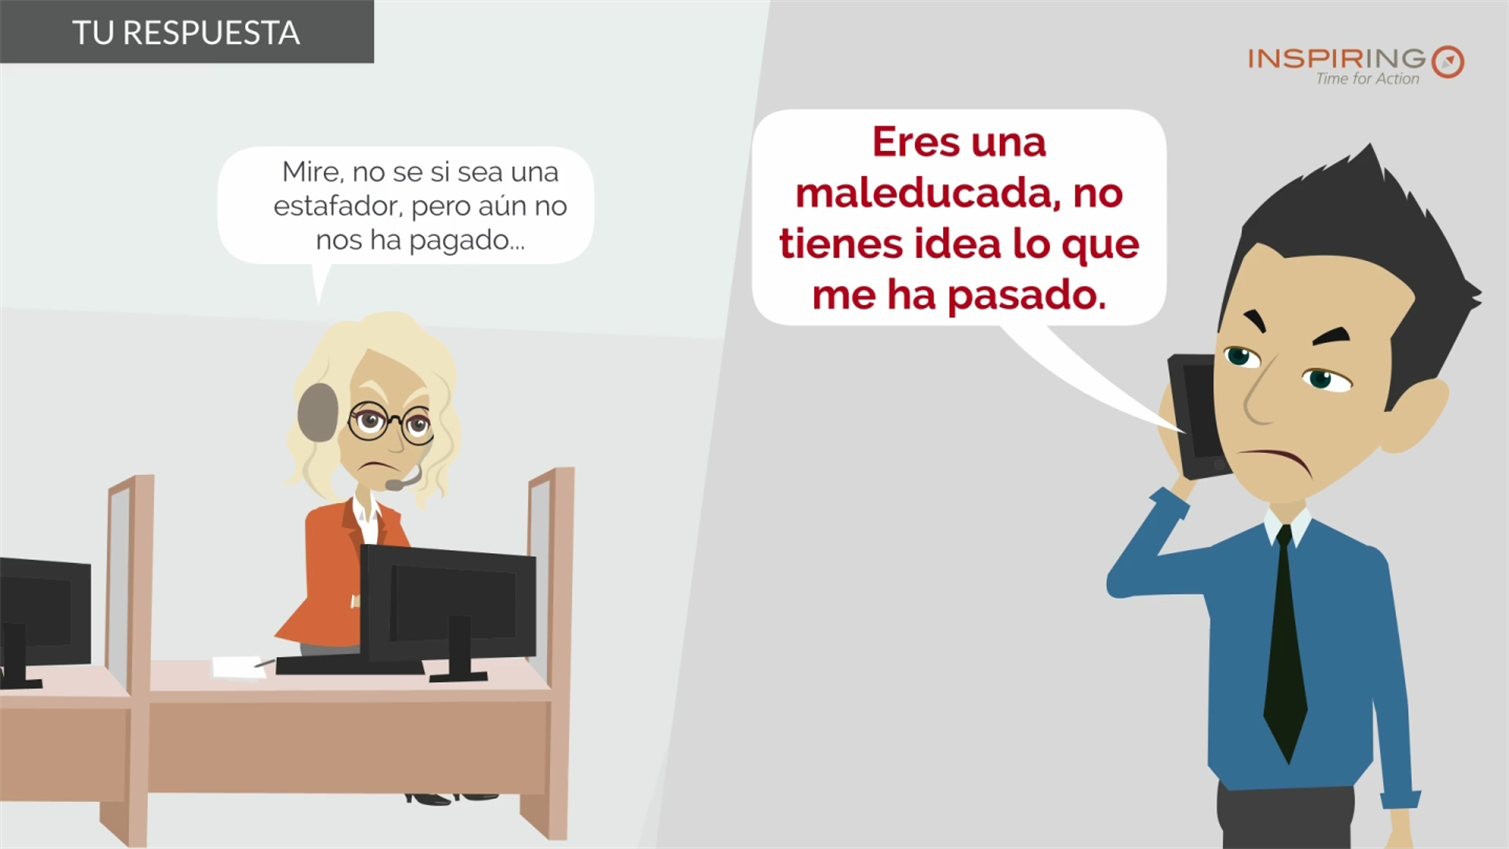 TU RESPUESTA
INSPIRING
Time for Action
Mire, no se si sea una
estafador, pero aún no
nos ha pagado...
Eres una
maleducada, no
tienes idea lo que
me ha pasado.